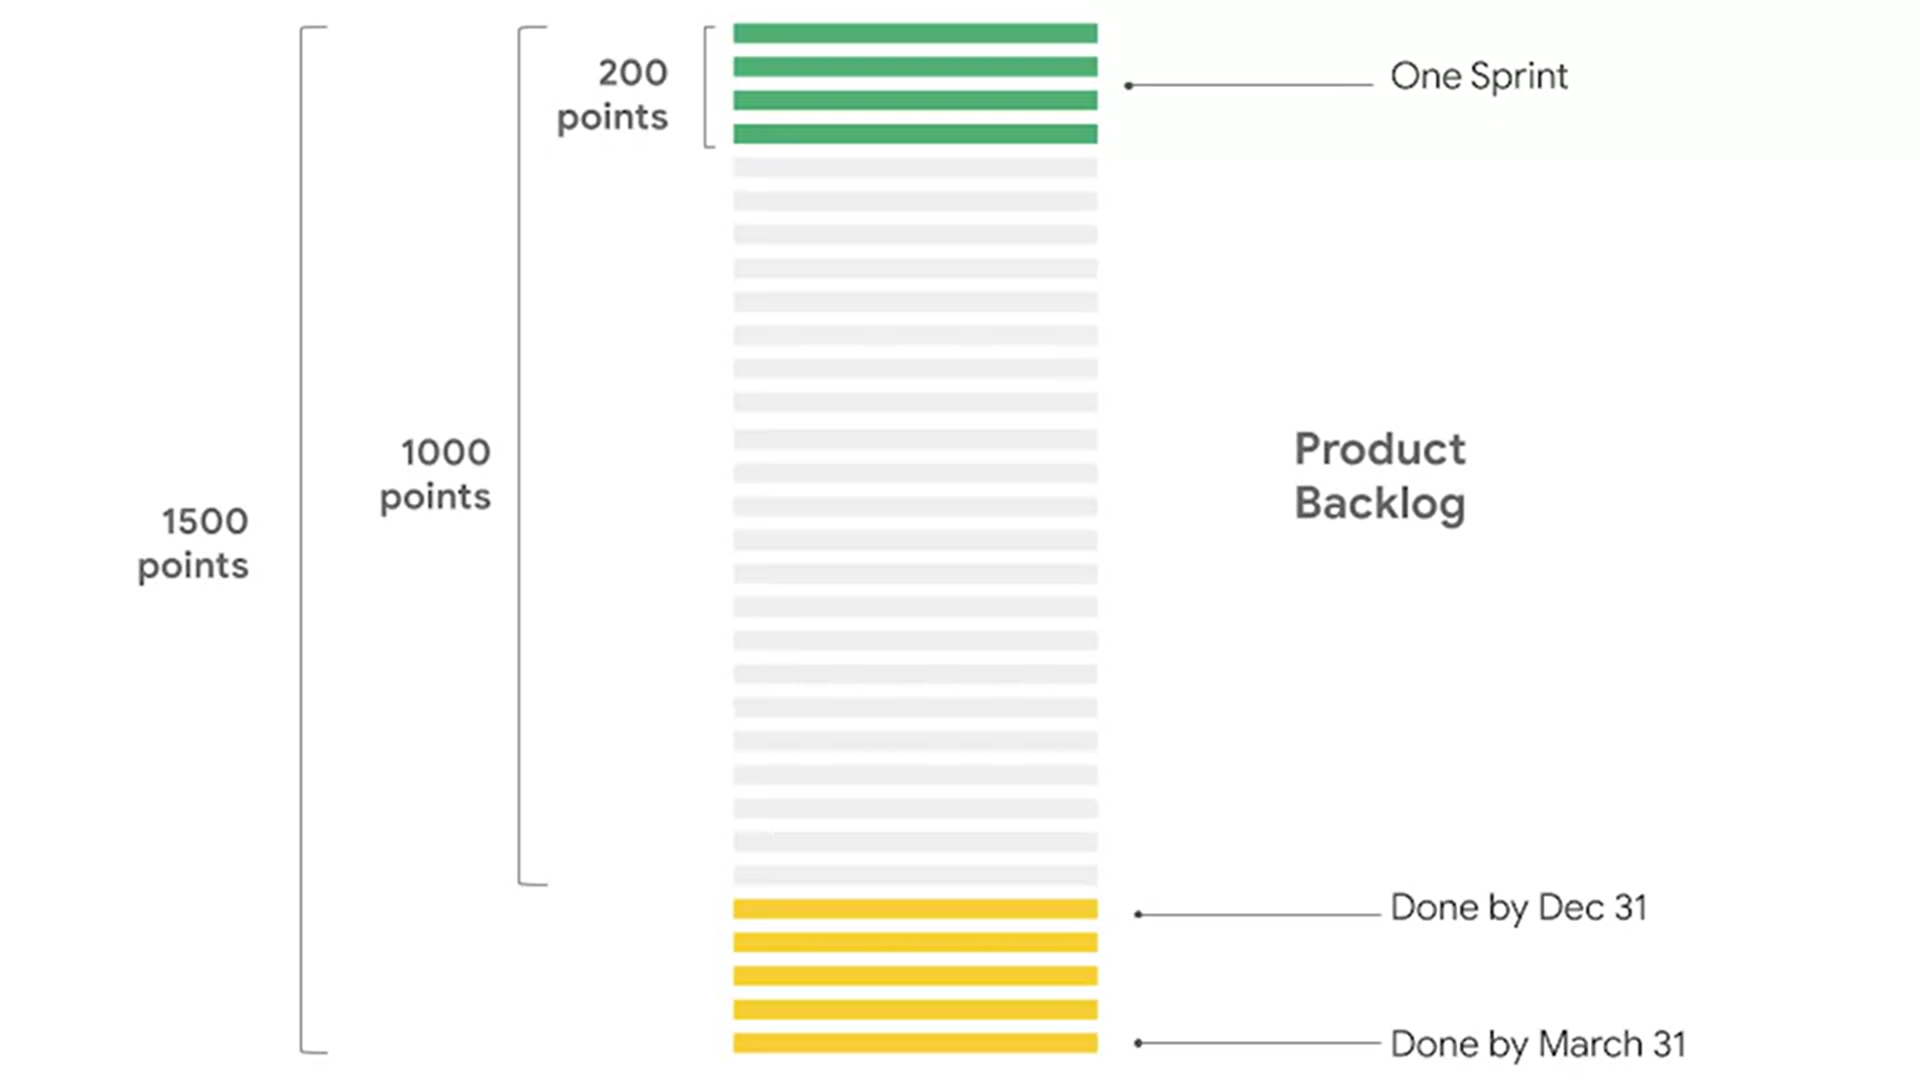 200
points
One Sprint
1000
points
Product
Backlog
1500
points
Done by Dec 31
Done by March 31